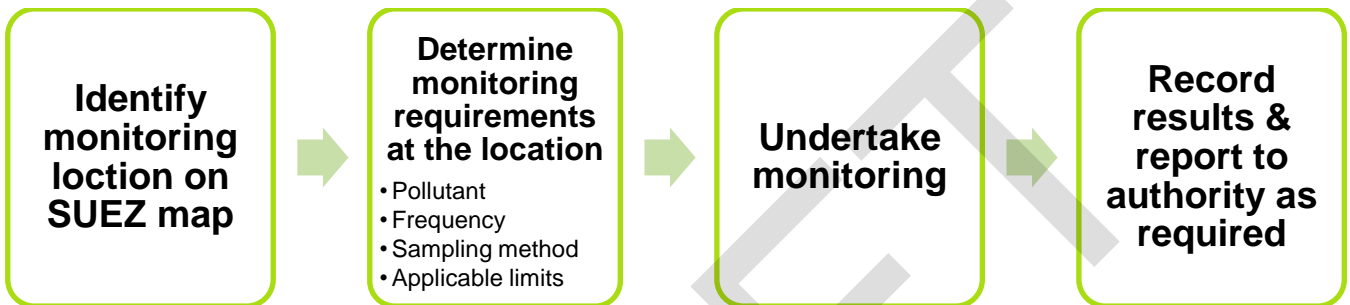 Identify
monitoring
loction on
SUEZ map
Determine
monitoring
requirements
at the location
• Pollutant
• Frequency
• Sampling method
• Applicable limits
Undertake
monitoring
Record
results &
report to
authority as
required